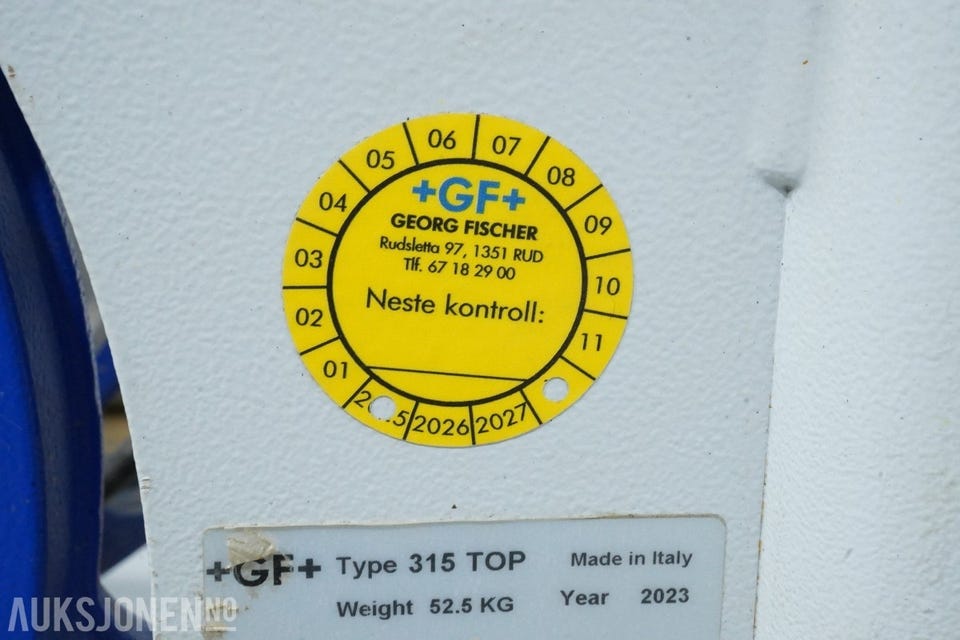 05 06 07 08
04 09
03 10
02 11
01
+GF+
GEORG FISCHER
Rudsletta 97, 1351 RUD
Tlf. 67 18 29 00
Neste kontroll:
2026 2027
+GF+ Type 315 TOP Made in Italy
Weight 52.5 KG Year 2023
AUKSJONEN.NO